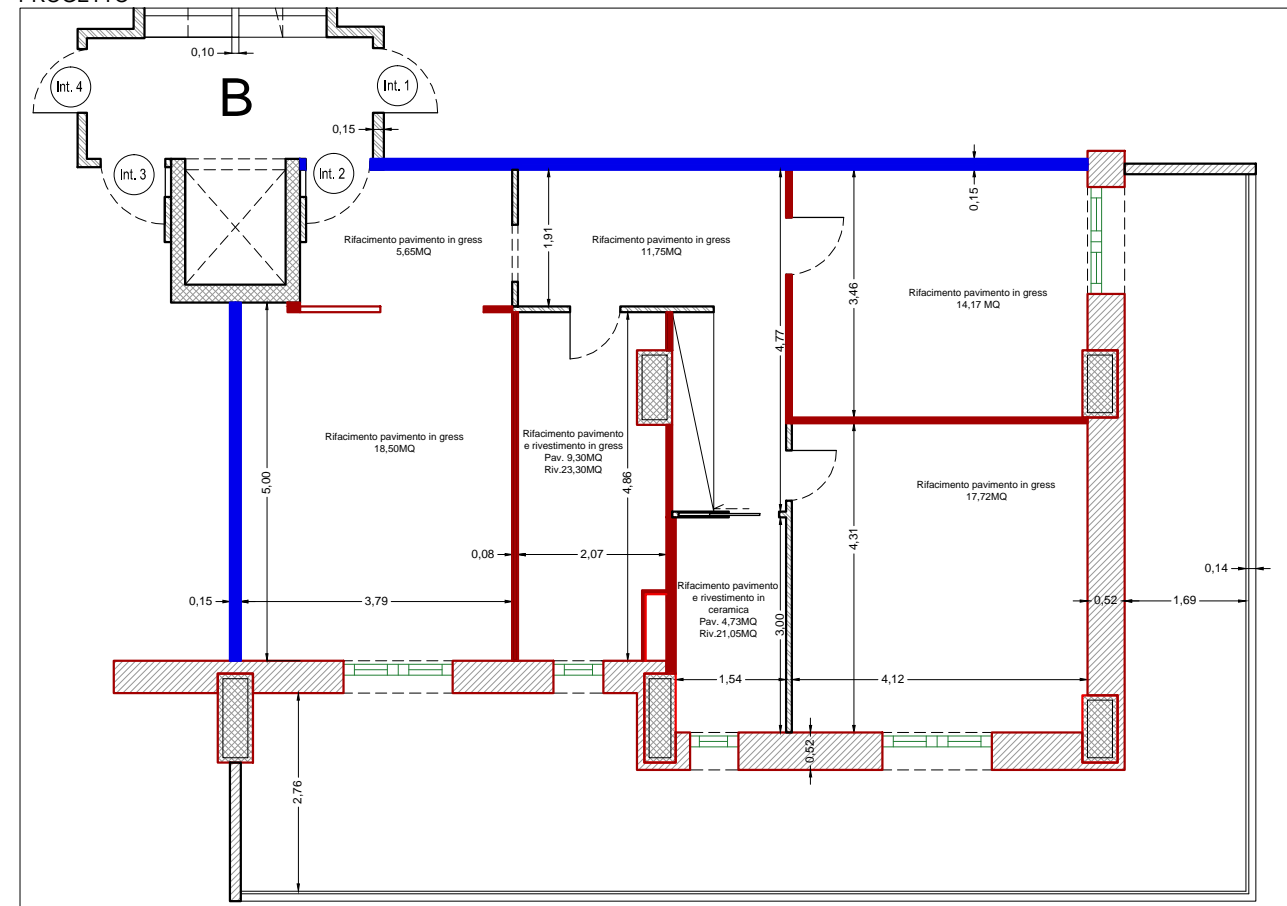 PROGETTO
0,10
Int. 4
Int. 1
B
0,15
Int. 3
Int. 2
0,15
Rifacimento pavimento in gress
5,65MQ
1,91
Rifacimento pavimento in gress
11,75MQ
Rifacimento pavimento in gress
14,17 MQ
3,46
4,77
Rifacimento pavimento in gress
18,50MQ
Rifacimento pavimento
e rivestimento in gress
Pav. 9,30MQ
Riv.23,30MQ
5,00
4,86
Rifacimento pavimento in gress
17,72MQ
4,31
0,08
2,07
0,14
Rifacimento pavimento
e rivestimento in
ceramica
Pav. 4,73MQ
Riv.21,05MQ
3,00
0,15
3,79
0,52
1,69
1,54
4,12
0,52
2,76